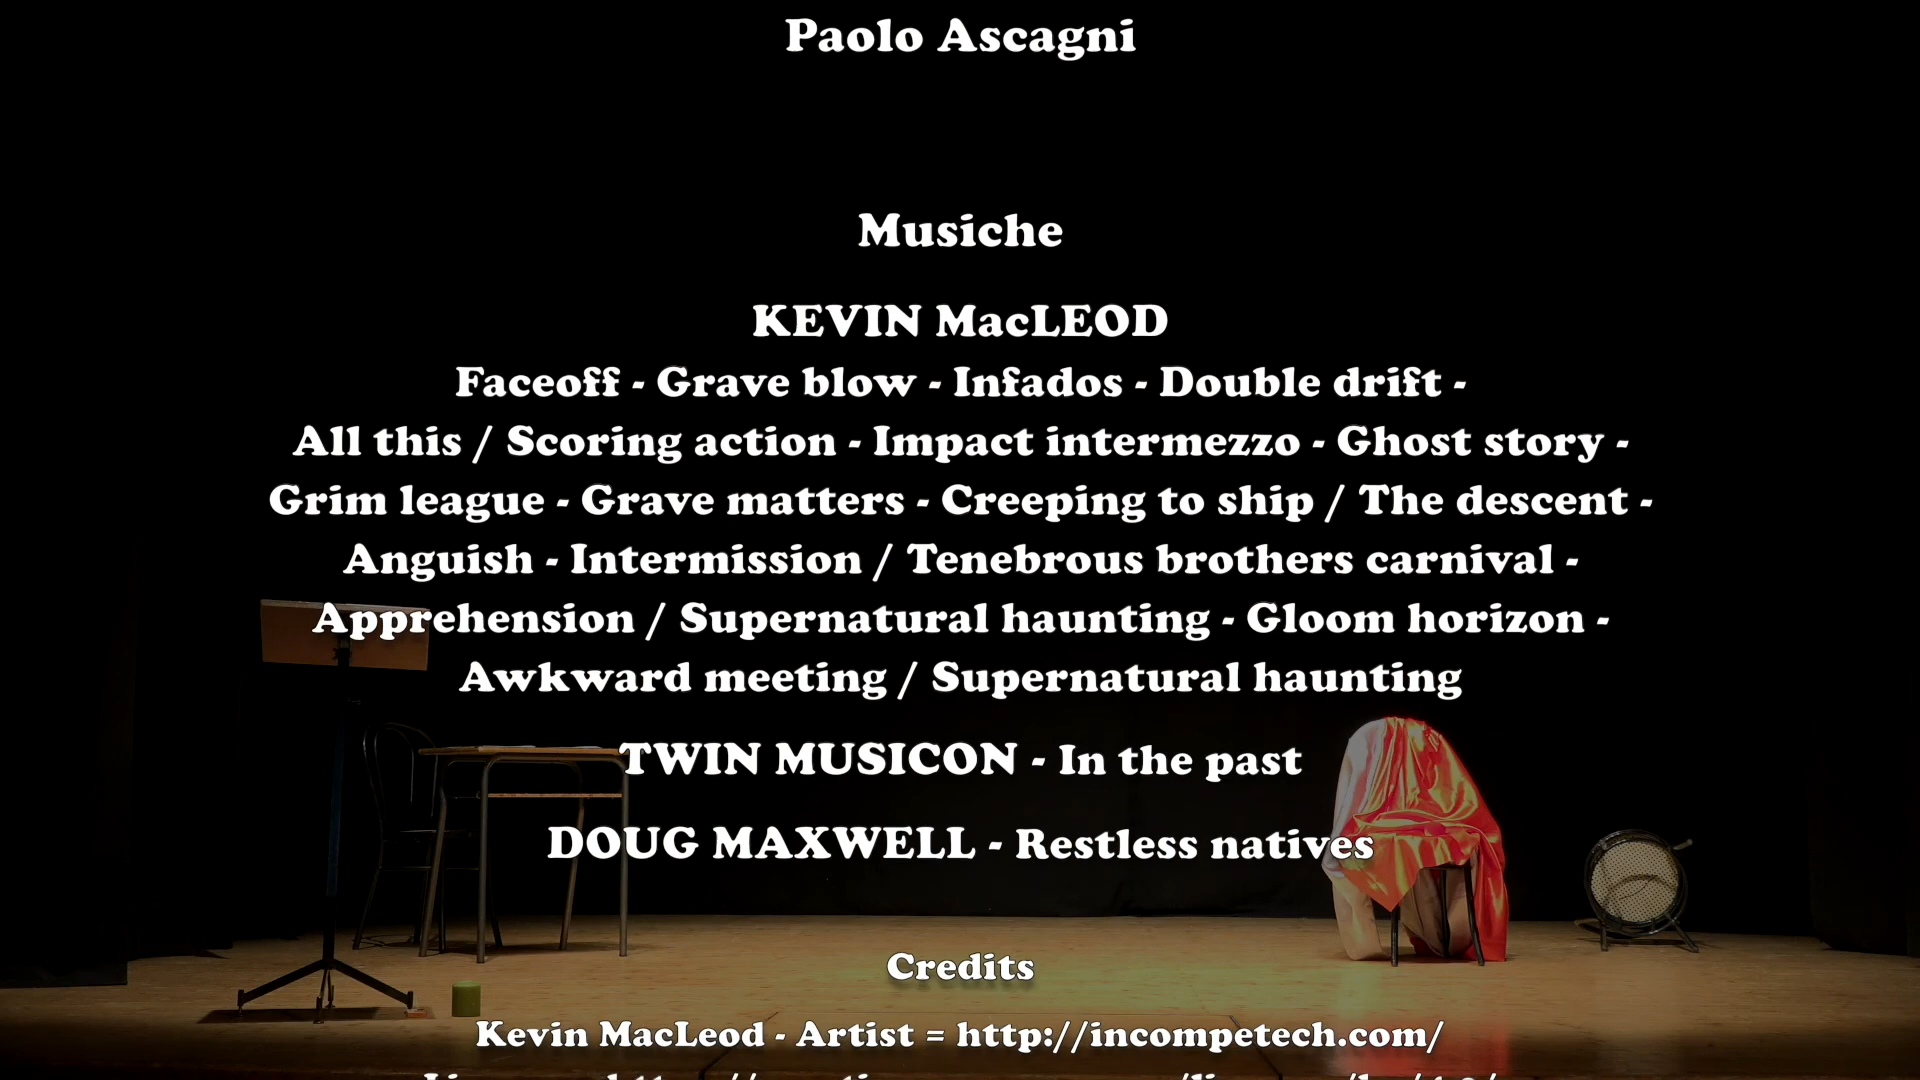 Paolo Ascagni
Musiche
KEVIN MacLEOD
Faceoff - Grave blow - Infados - Double drift -
All this / Scoring action - Impact intermezzo - Ghost story -
Grim league - Grave matters - Creeping to ship / The descent -
Anguish - Intermission / Tenebrous brothers carnival -
Apprehension / Supernatural haunting - Gloom horizon -
Awkward meeting / Supernatural haunting
TWIN MUSICON - In the past
DOUG MAXWELL - Restless natives
Credits
Kevin MacLeod - Artist = http://incompetech.com/